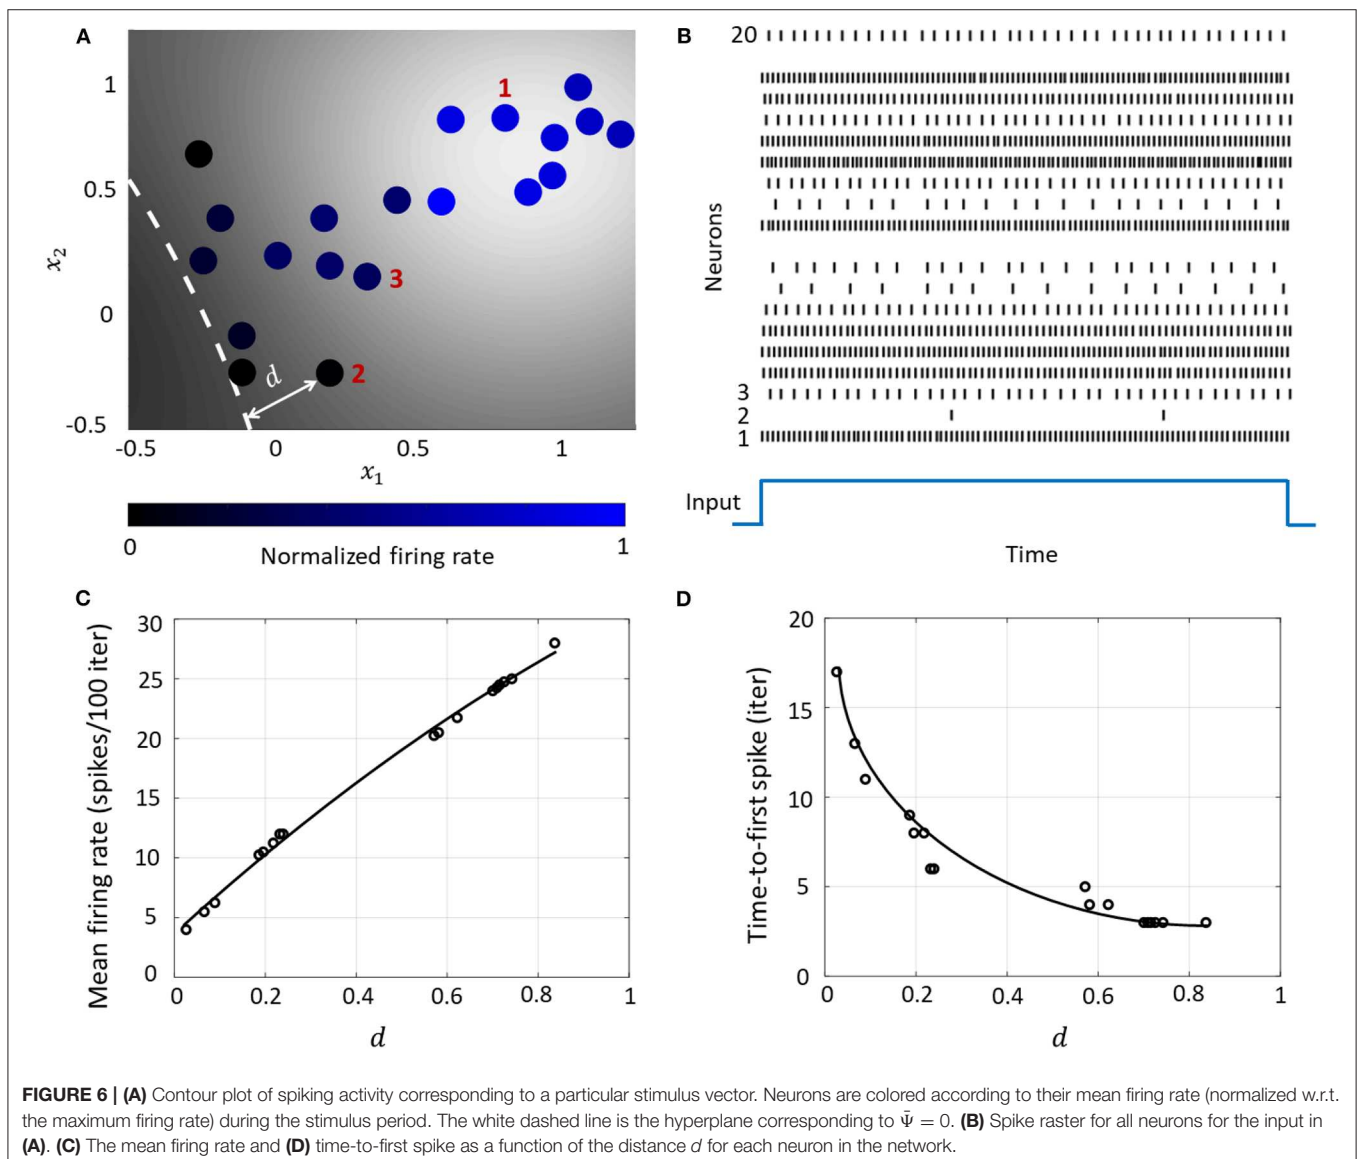 A
1
0.5
x₂
0
-0.5
-0.5
0
0.5
1
x₁
1
2
3
d
0
Normalized firing rate
1
B
20
Neurons
3
2
1
Input
Time
C
Mean firing rate (spikes/100 iter)
30
25
20
15
10
5
0
0
0.2
0.4
0.6
0.8
1
d
D
Time-to-first spike (iter)
20
15
10
5
0
0
0.2
0.4
0.6
0.8
1
d
FIGURE 6 | (A) Contour plot of spiking activity corresponding to a particular stimulus vector. Neurons are colored according to their mean firing rate (normalized w.r.t.
the maximum firing rate) during the stimulus period. The white dashed line is the hyperplane corresponding to Ψ̄ = 0. (B) Spike raster for all neurons for the input in
(A). (C) The mean firing rate and (D) time-to-first spike as a function of the distance d for each neuron in the network.